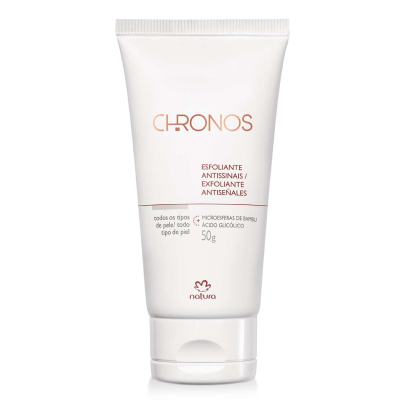 CHRONOS
ESFOLIANTE
ANTISSINAIS /
EXFOLIANTE
ANTISEÑALES
todos os tipos
de pele/ todo
tipo de piel
MICROESFERAS DE BAMBU
ÁCIDO GLICÓLICO
50g
natura